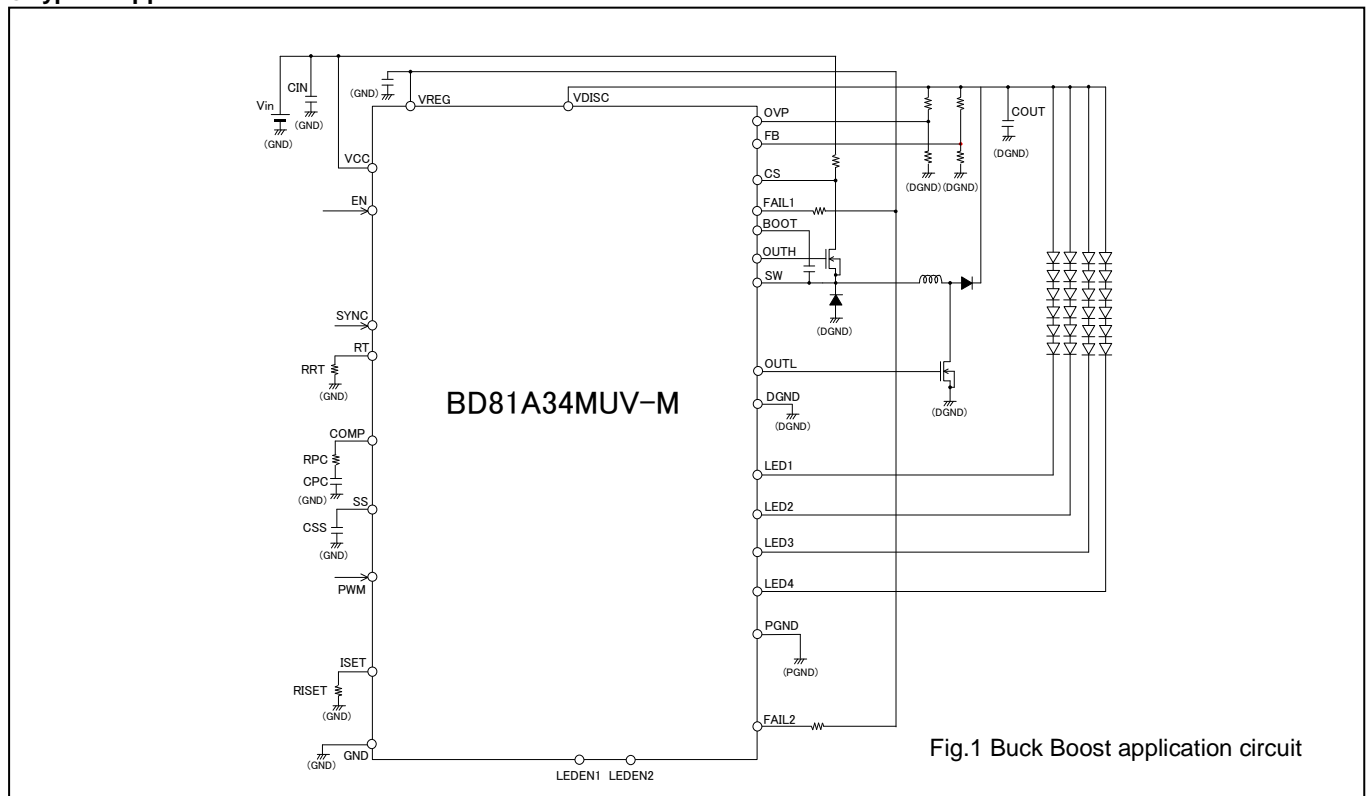 CIN
(GND)
VREG
VDISC
Vin
(GND)
(GND)
OVP
COUT
FB
(DGND)
VCC
CS
(DGND)
(DGND)
EN
FAIL1
BOOT
OUTH
SW
SYNC
(DGND)
RT
RRT
OUTL
(GND)
BD81A34MUV-M
DGND
(DGND)
(DGND)
COMP
RPC
LED1
CPC
(GND)
SS
LED2
CSS
(GND)
LED3
PWM
LED4
PGND
ISET
(PGND)
RISET
(GND)
FAIL2
GND
(GND)
Fig.1 Buck Boost application circuit
LEDEN1 LEDEN2